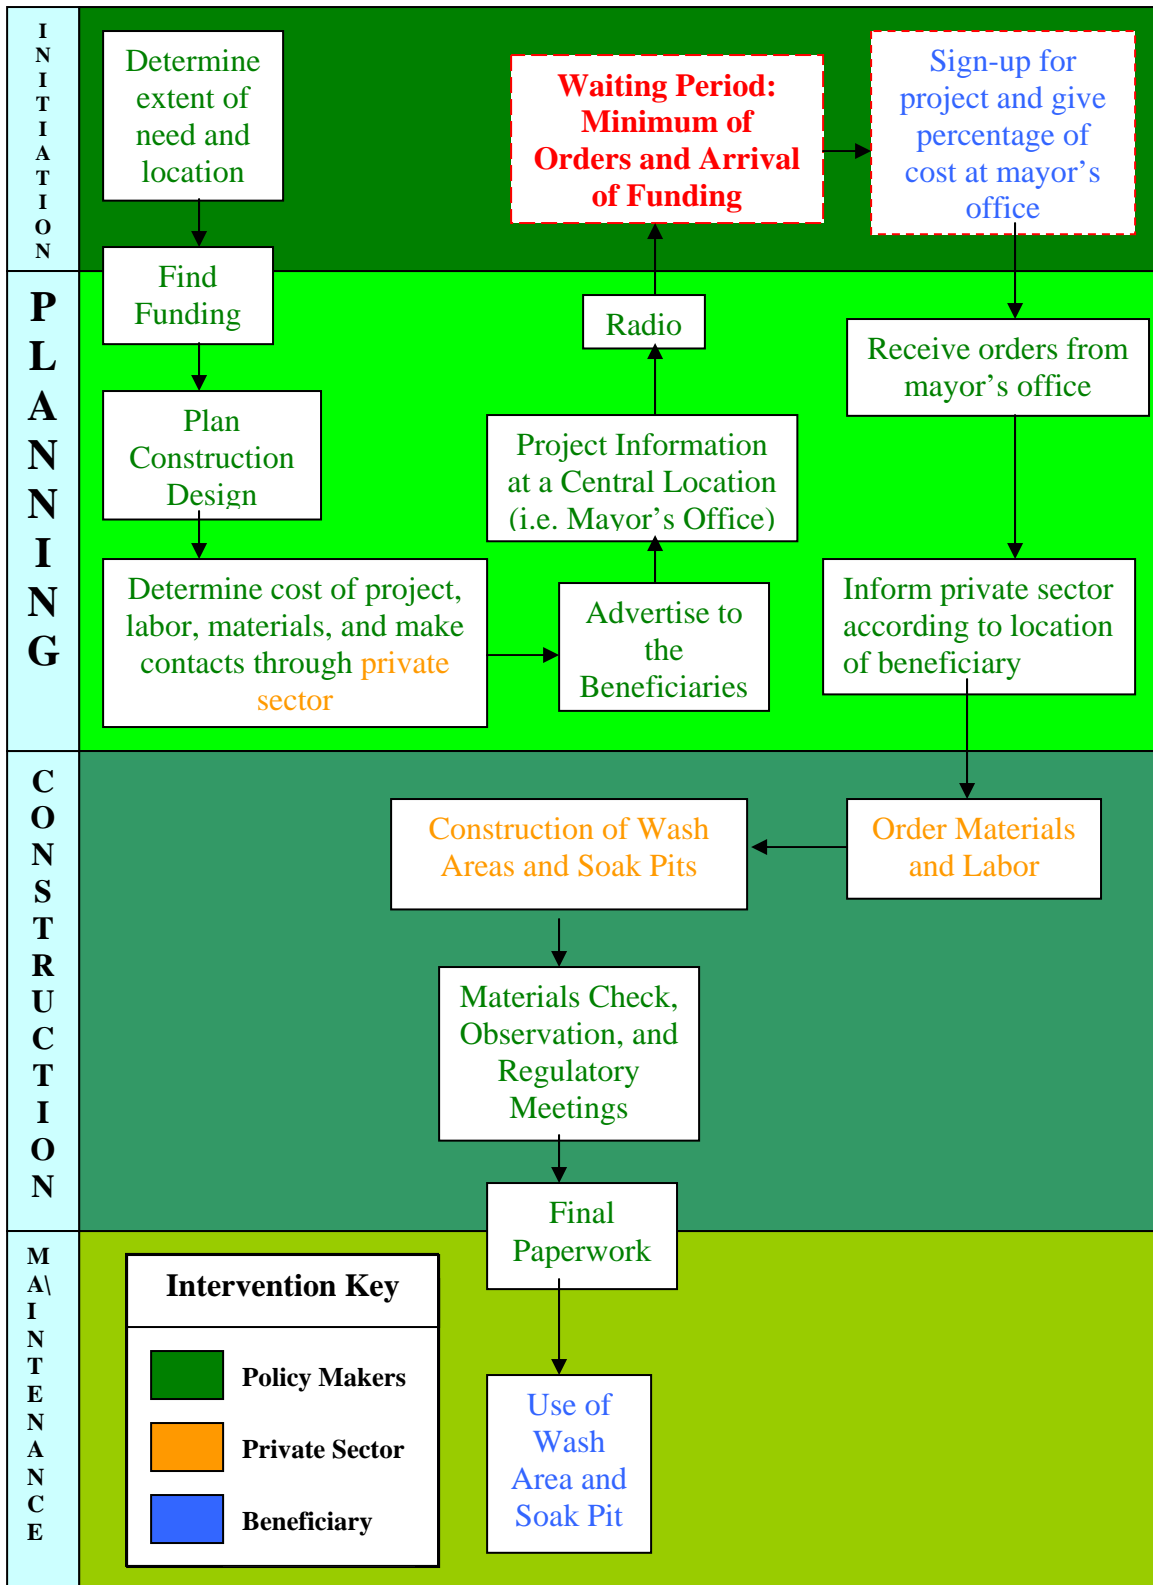 INITIATION
Determine
extent of
need and
location
Waiting Period:
Minimum of
Orders and Arrival
of Funding
Sign-up for
project and give
percentage of
cost at mayor's
office
PLANNING
Find
Funding
Plan
Construction
Design
Determine cost of project,
labor, materials, and make
contacts through private
sector
Radio
Project Information
at a Central Location
(i.e. Mayor's Office)
Advertise to
the
Beneficiaries
Receive orders from
mayor's office
Inform private sector
according to location
of beneficiary
CONSTRUCTION
Construction of Wash
Areas and Soak Pits
Order Materials
and Labor
Materials Check,
Observation, and
Regulatory
Meetings
Final
Paperwork
MA\INTENANCE
Intervention Key
Policy Makers
Private Sector
Beneficiary
Use of
Wash
Area and
Soak Pit